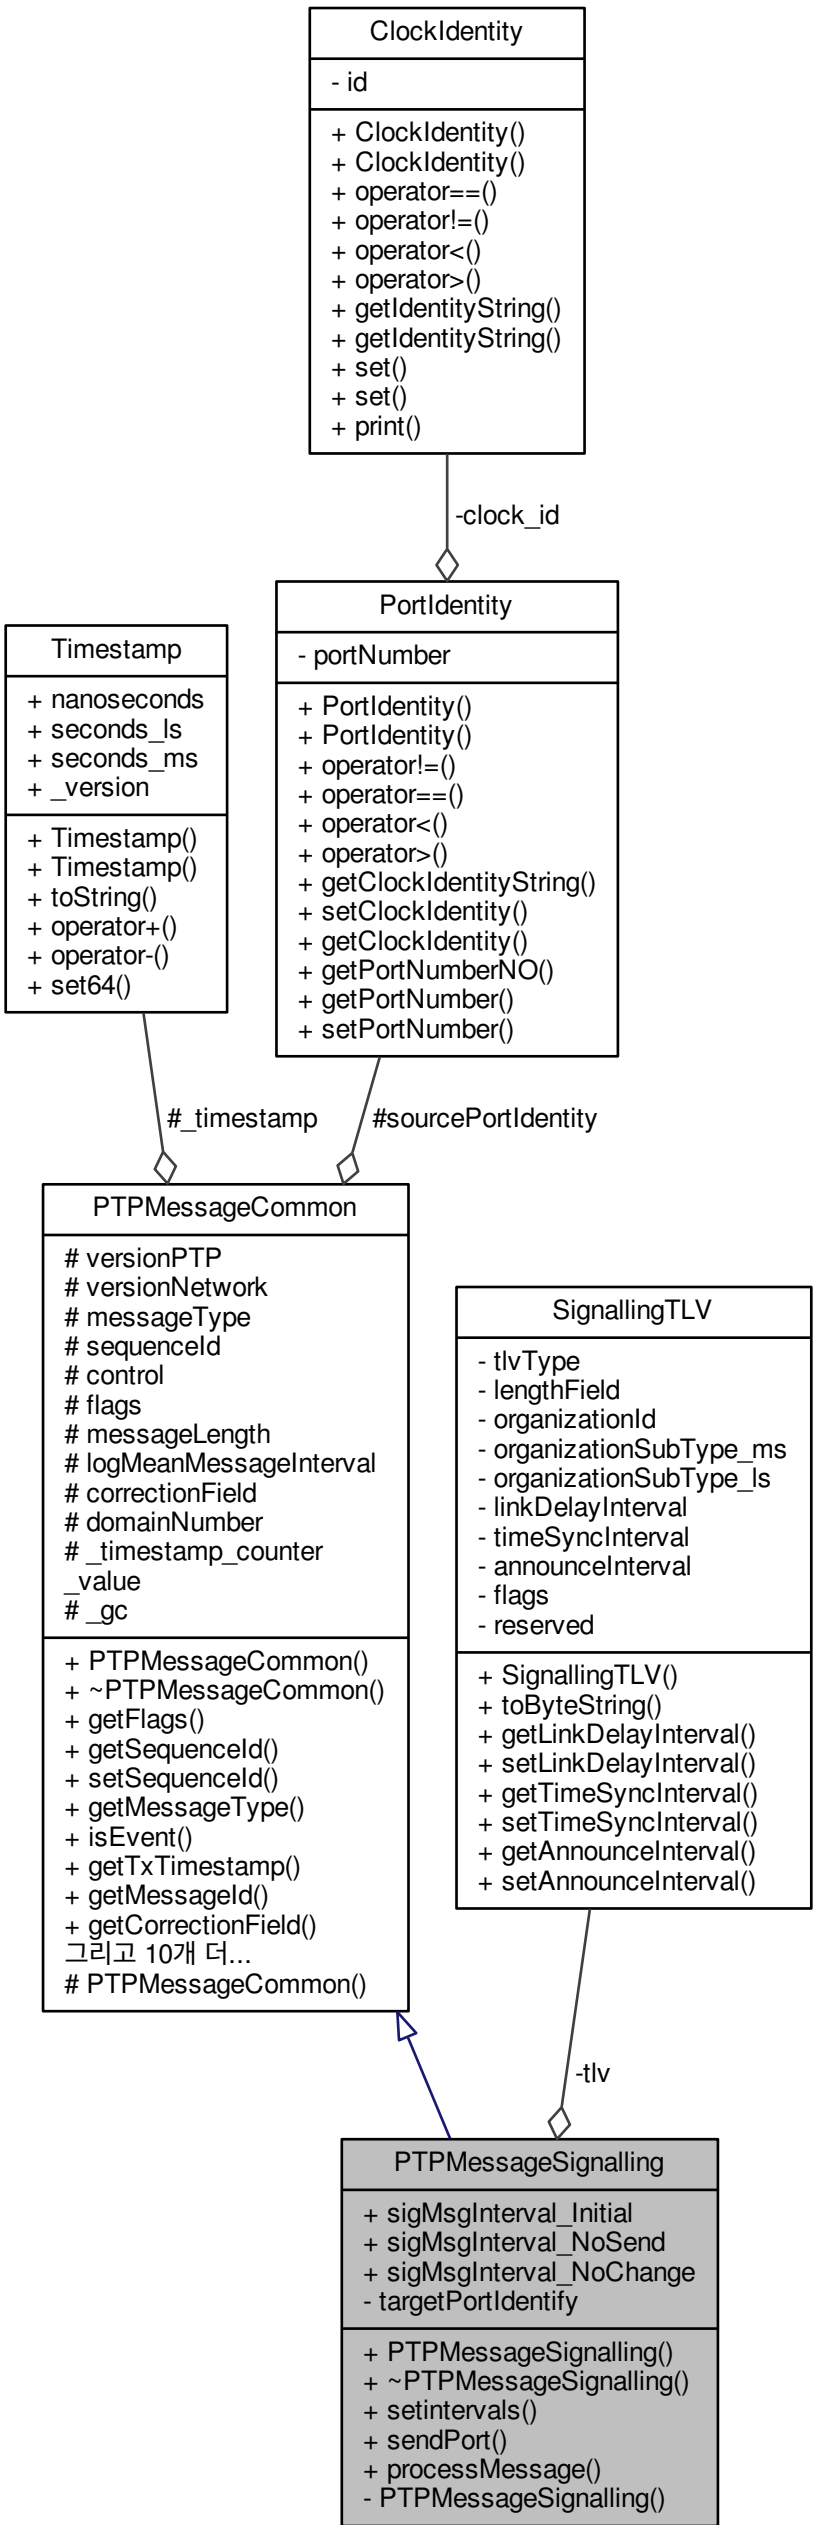 ClockIdentity
- id
+ ClockIdentity()
+ ClockIdentity()
+ operator==()
+ operator!=()
+ operator<()
+ operator>()
+ getIdentityString()
+ getIdentityString()
+ set()
+ set()
+ print()
-clock_id
PortIdentity
- portNumber
+ PortIdentity()
+ PortIdentity()
+ operator!=()
+ operator==()
+ operator<()
+ operator>()
+ getClockIdentityString()
+ setClockIdentity()
+ getClockIdentity()
+ getPortNumberNO()
+ getPortNumber()
+ setPortNumber()
Timestamp
+ nanoseconds
+ seconds_ls
+ seconds_ms
+ _version
+ Timestamp()
+ Timestamp()
+ toString()
+ operator+()
+ operator-()
+ set64()
#_timestamp
#sourcePortIdentity
PTPMessageCommon
# versionPTP
# versionNetwork
# messageType
# sequenceId
# control
# flags
# messageLength
# logMeanMessageInterval
# correctionField
# domainNumber
# _timestamp_counter
_value
# _gc
+ PTPMessageCommon()
+ ~PTPMessageCommon()
+ getFlags()
+ getSequenceId()
+ setSequenceId()
+ getMessageType()
+ isEvent()
+ getTxTimestamp()
+ getMessageId()
+ getCorrectionField()
그리고 10개 더...
# PTPMessageCommon()
SignallingTLV
- tlvType
- lengthField
- organizationId
- organizationSubType_ms
- organizationSubType_ls
- linkDelayInterval
- timeSyncInterval
- announceInterval
- flags
- reserved
+ SignallingTLV()
+ toByteString()
+ getLinkDelayInterval()
+ setLinkDelayInterval()
+ getTimeSyncInterval()
+ setTimeSyncInterval()
+ getAnnounceInterval()
+ setAnnounceInterval()
-tlv
PTPMessageSignalling
+ sigMsgInterval_Initial
+ sigMsgInterval_NoSend
+ sigMsgInterval_NoChange
- targetPortIdentify
+ PTPMessageSignalling()
+ ~PTPMessageSignalling()
+ setintervals()
+ sendPort()
+ processMessage()
- PTPMessageSignalling()